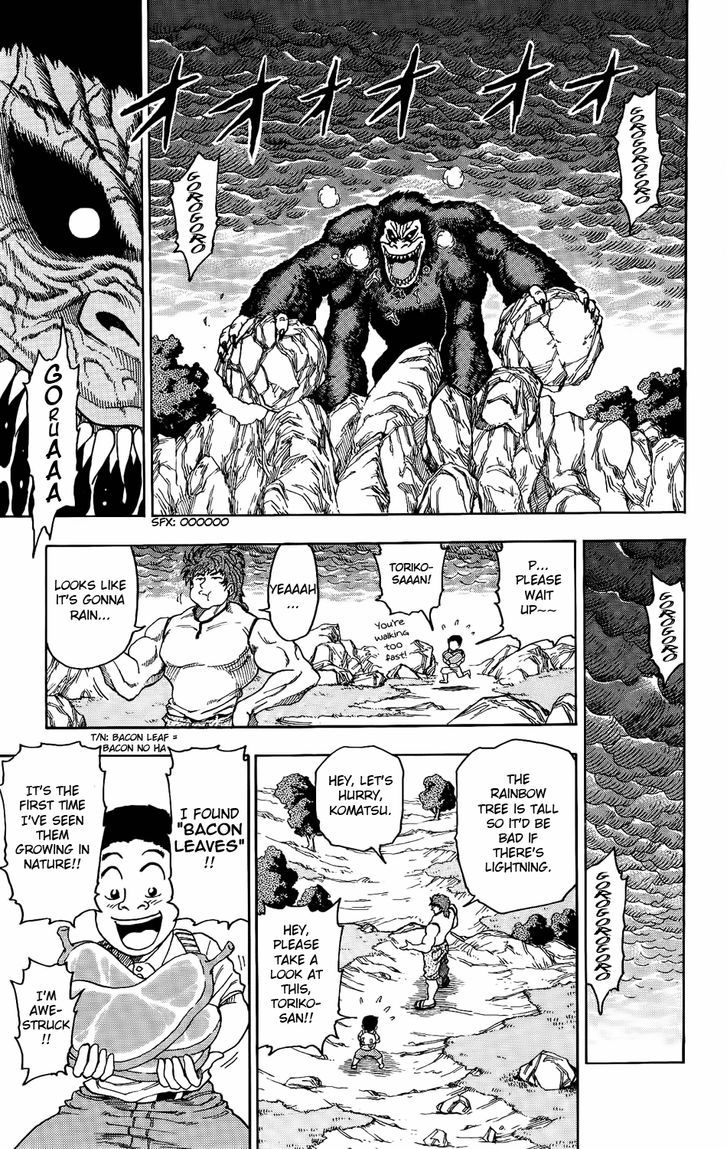 オオオオオオ
GOROGOROGORO
GOROGORO
SFX: OOOOOO
GORUAAA
GOROGORO
GOROGOROGORO
P...
PLEASE
WAIT
UP~~
TORIKO-
SAAAN!
You're
walking
too
fast!
YEAAAH
...
LOOKS LIKE
IT'S GONNA
RAIN...
THE
RAINBOW
TREE IS TALL
SO IT'D BE
BAD IF
THERE'S
LIGHTNING.
HEY, LET'S
HURRY,
KOMATSU.
HEY,
PLEASE
TAKE A
LOOK AT
THIS,
TORIKO-
SAN!
T/N: BACON LEAF =
BACON NO HA
I FOUND
"BACON
LEAVES"
!!
IT'S THE
FIRST TIME
I'VE SEEN
THEM
GROWING IN
NATURE!!
I'M
AWE-
STRUCK
!!